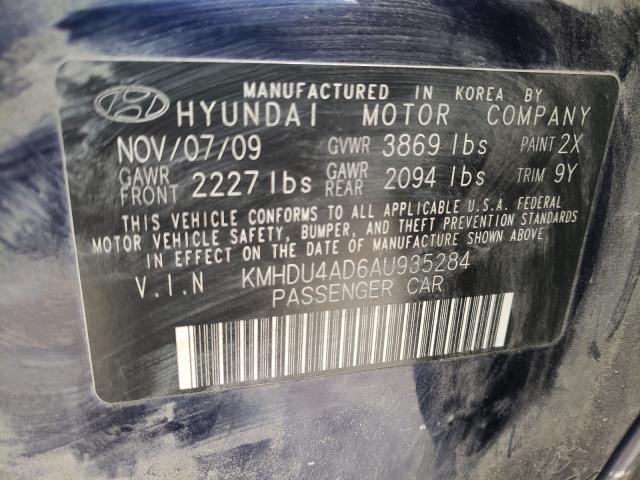 MANUFACTURED IN KOREA BY
HYUNDAI MOTOR COMPANY
NOV/07/09 GVWR 3869 lbs PAINT 2X
GAWR FRONT 2227 lbs GAWR REAR 2094 lbs TRIM 9Y
THIS VEHICLE CONFORMS TO ALL APPLICABLE U.S.A. FEDERAL
MOTOR VEHICLE SAFETY, BUMPER, AND THEFT PREVENTION STANDARDS
IN EFFECT ON THE DATE OF MANUFACTURE SHOWN ABOVE.
V.I.N KMHDU4AD6AU935284
PASSENGER CAR